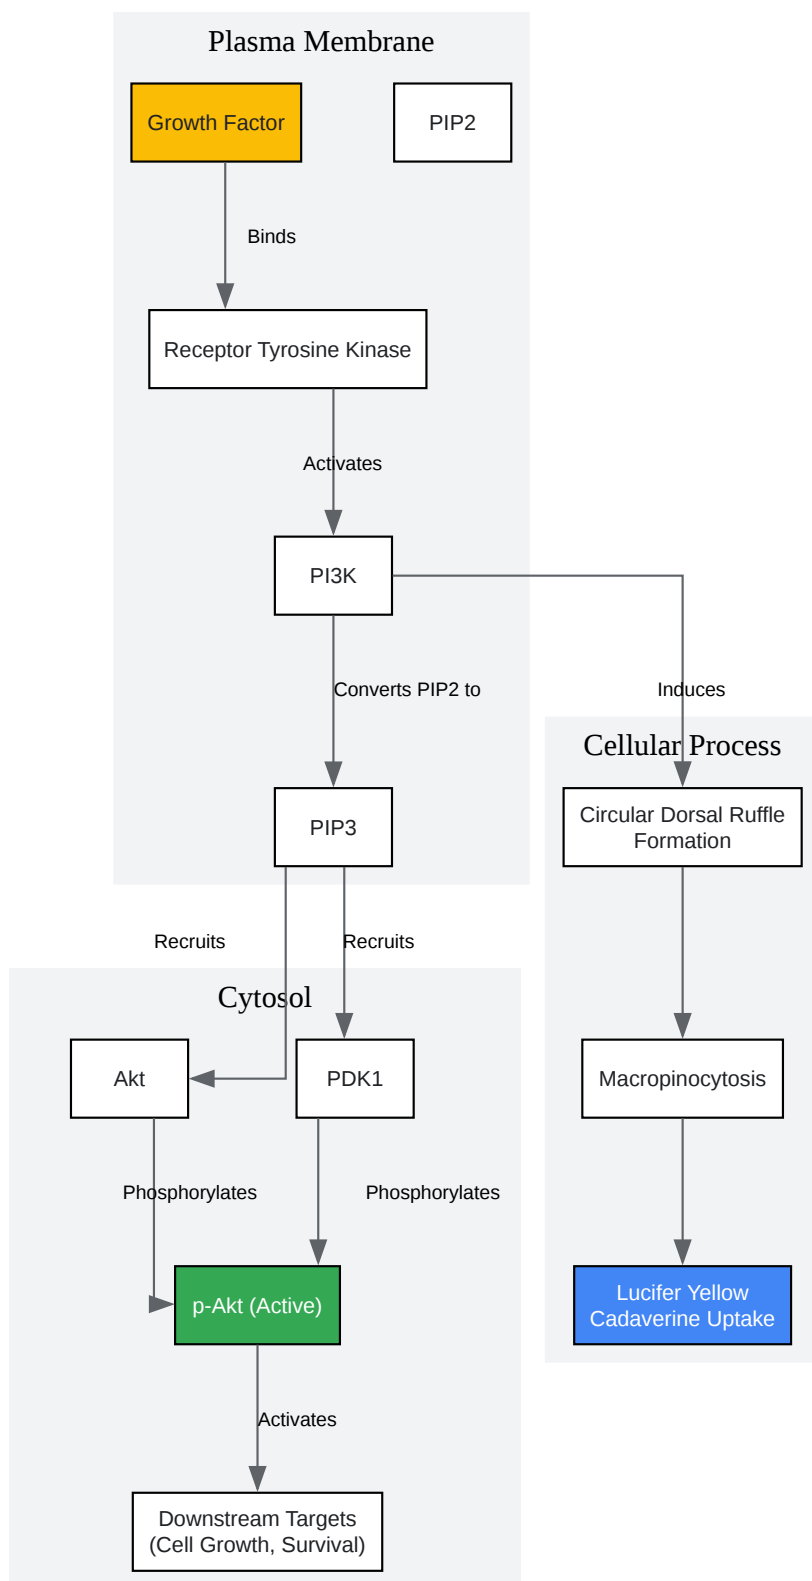 Plasma Membrane
Growth Factor
PIP2
Binds
Receptor Tyrosine Kinase
Activates
PI3K
Converts PIP2 to
Induces
Cellular Process
PIP3
Circular Dorsal Ruffle
Formation
Recruits
Recruits
Cytosol
Akt
PDK1
Macropinocytosis
Phosphorylates
Phosphorylates
p-Akt (Active)
Lucifer Yellow
Cadaverine Uptake
Activates
Downstream Targets
(Cell Growth, Survival)